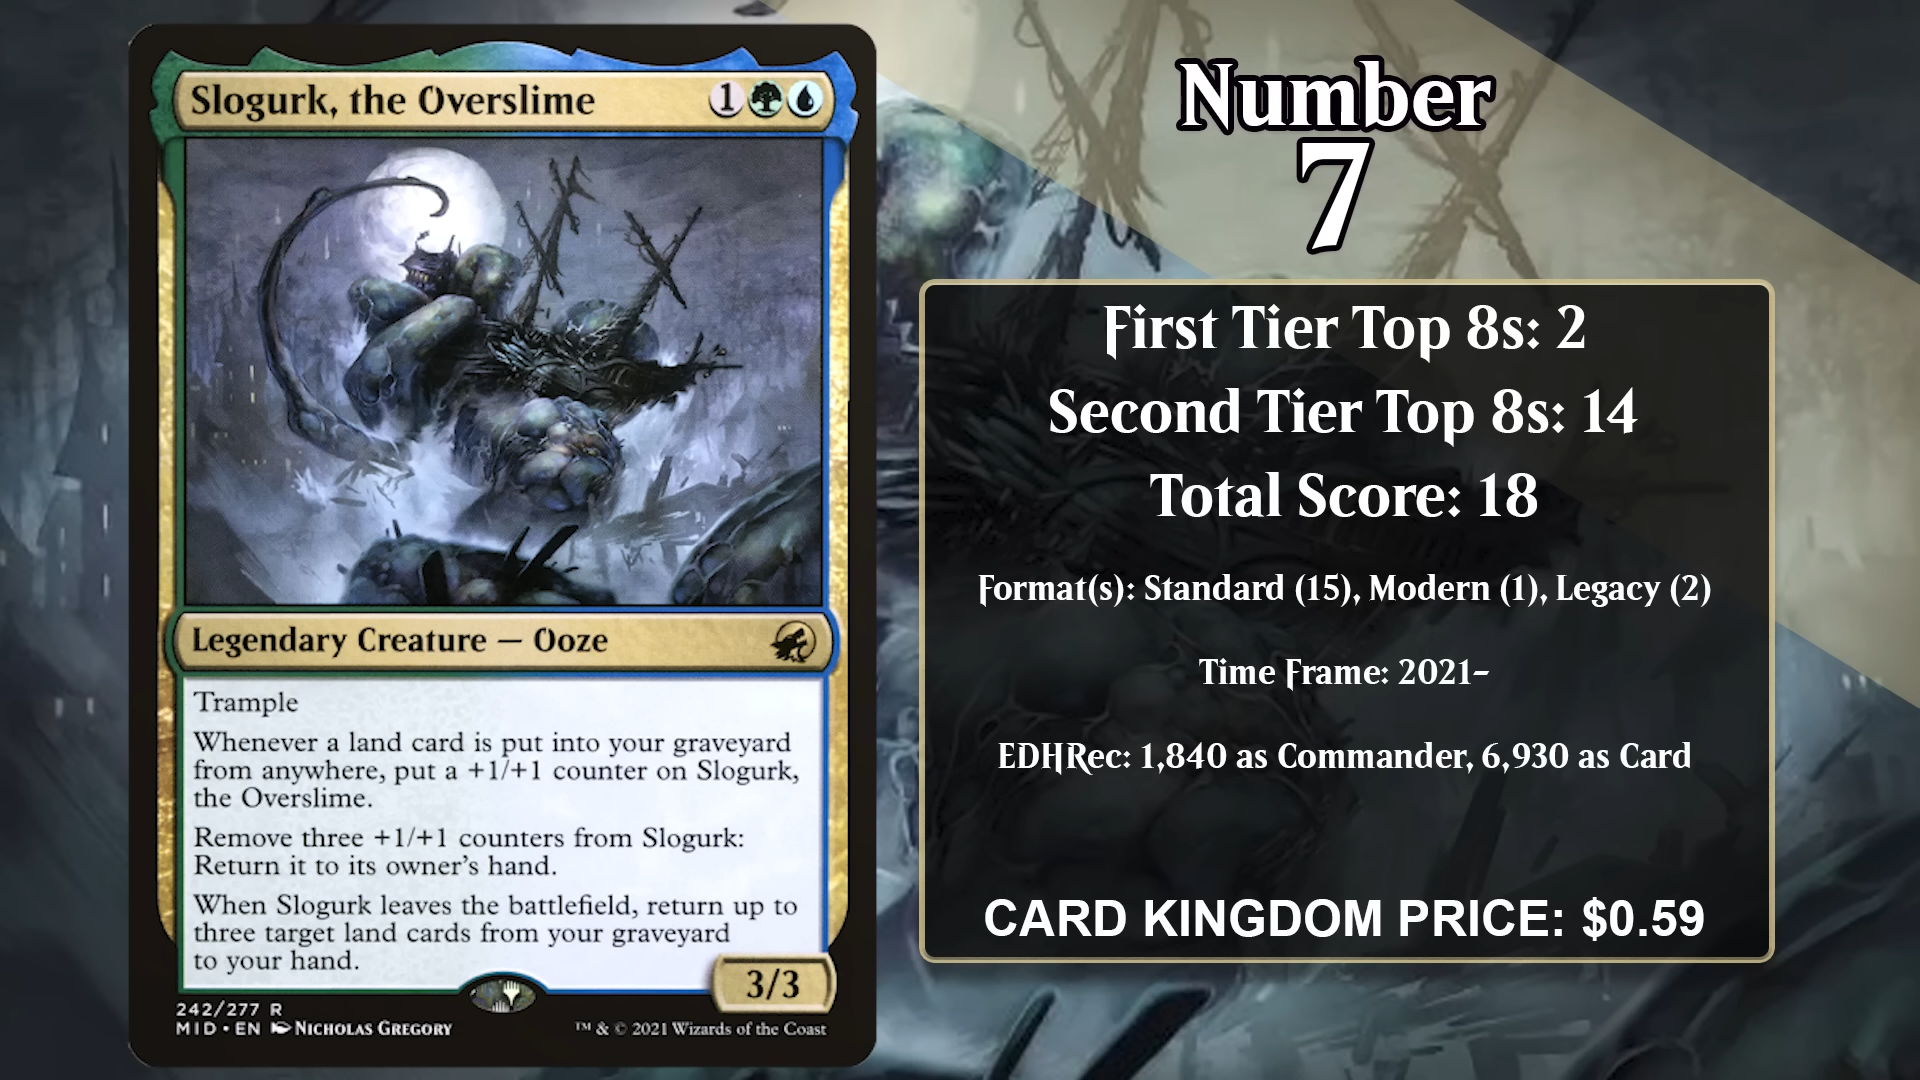 Slogurk, the Overslime
1
Legendary Creature — Ooze
Trample
Whenever a land card is put into your graveyard
from anywhere, put a +1/+1 counter on Slogurk,
the Overslime.
Remove three +1/+1 counters from Slogurk:
Return it to its owner's hand.
When Slogurk leaves the battlefield, return up to
three target land cards from your graveyard
to your hand.
3/3
242/277 R
MID • EN Nicholas Gregory
™ & © 2021 Wizards of the Coast
Number
7
First Tier Top 8s: 2
Second Tier Top 8s: 14
Total Score: 18
Format(s): Standard (15), Modern (1), Legacy (2)
Time Frame: 2021-
EDHRec: 1,840 as Commander, 6,930 as Card
CARD KINGDOM PRICE: $0.59